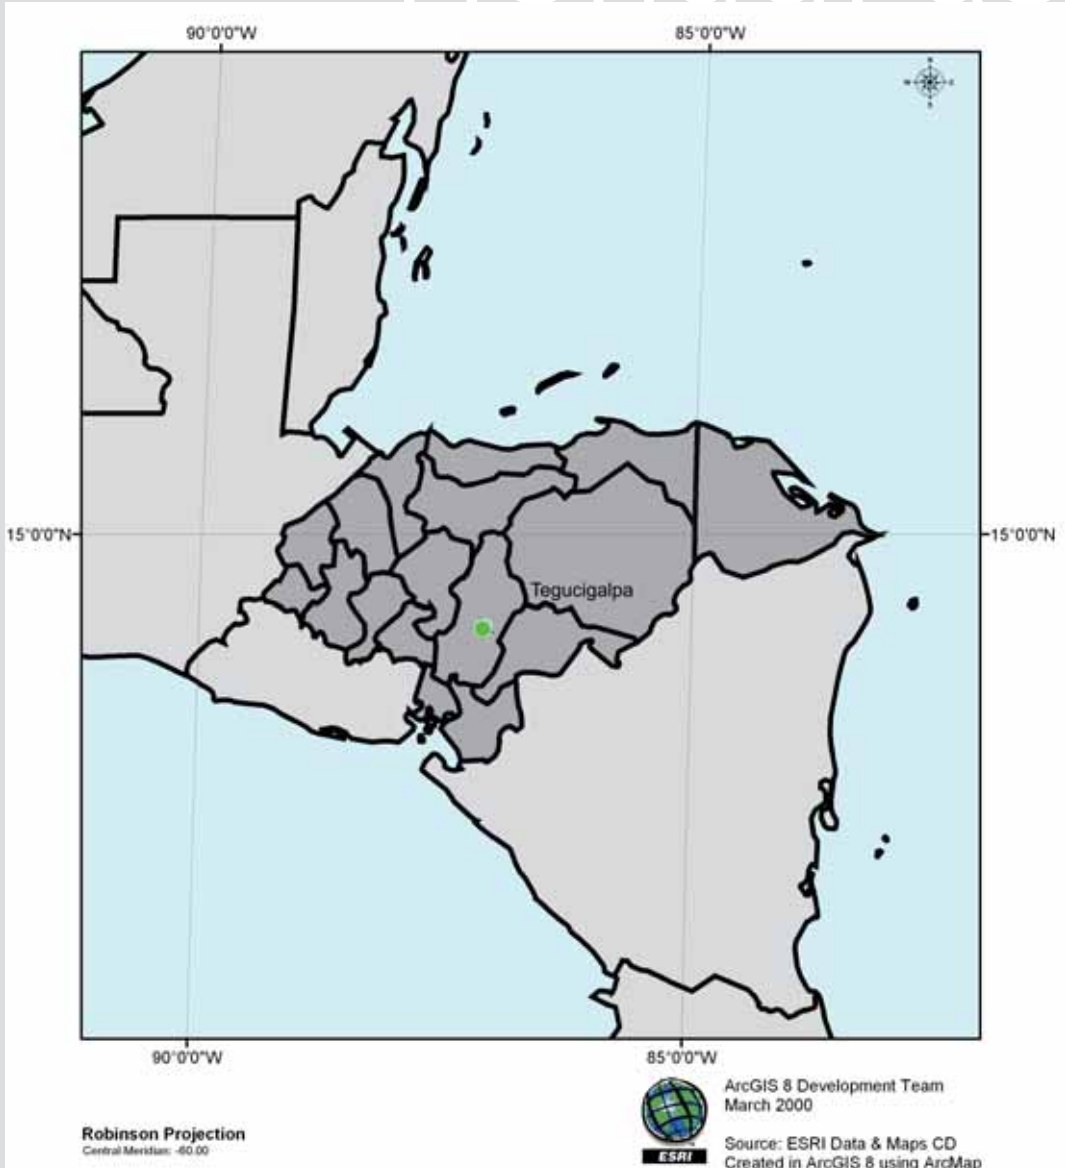 90°0'0"W 85°0'0"W
N
W E
S
15°0'0"N 15°0'0"N
Tegucigalpa
90°0'0"W 85°0'0"W
ArcGIS 8 Development Team
March 2000
Robinson Projection
Central Meridian: -60.00
Source: ESRI Data & Maps CD
ESRI
Created in ArcGIS 8 using ArcMap